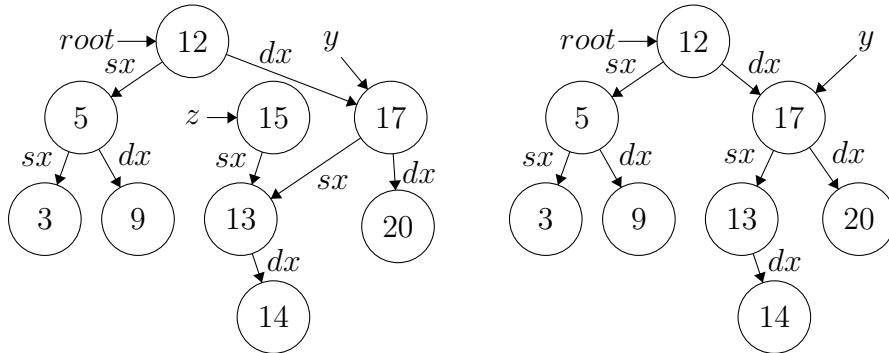 root 12 root 12
sx dx y sx dx y
5 z 15 17 5 17
sx dx sx sx dx sx dx sx dx
3 9 13 20 3 9 13 20
dx dx
14 14